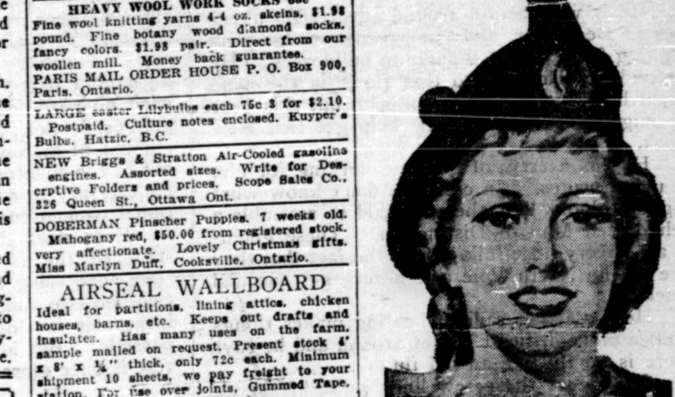 HEAVY WOOL WORK SOCKS
Fine wool knitting yarns 4-4 oz. skeins, $1.98
pound. Fine botany wood diamond socks,
fancy colors. $1.98 pair. Direct from our
woollen mill. Money back guarantee.
PARIS MAIL ORDER HOUSE P. O. Box 900,
Paris, Ontario.
LARGE easter Lilybulbs each 75c 3 for $2.10.
Postpaid. Culture notes enclosed. Kuyper's
Bulbs, Hatzic, B.C.
NEW Briggs & Stratton Air-Cooled gasoline
engines. Assorted sizes. Write for Des-
crptive Folders and prices. Scope Sales Co.,
326 Queen St., Ottawa Ont.
DOBERMAN Pinscher Puppies. 7 weeks old.
Mahogany red, $50.00 from registered stock.
very affectionate. Lovely Christmas gifts.
Miss Marlyn Duff, Cooksville, Ontario.
AIRSEAL WALLBOARD
Ideal for partitions, lining attics, chicken
houses, barns, etc. Keeps out drafts and
insulates. Has many uses on the farm.
sample mailed on request. Present stock 4'
x 8' x ¼" thick, only 72c each. Minimum
shipment 10 sheets, we pay freight to your
station. For use over joints, Gummed Tape,